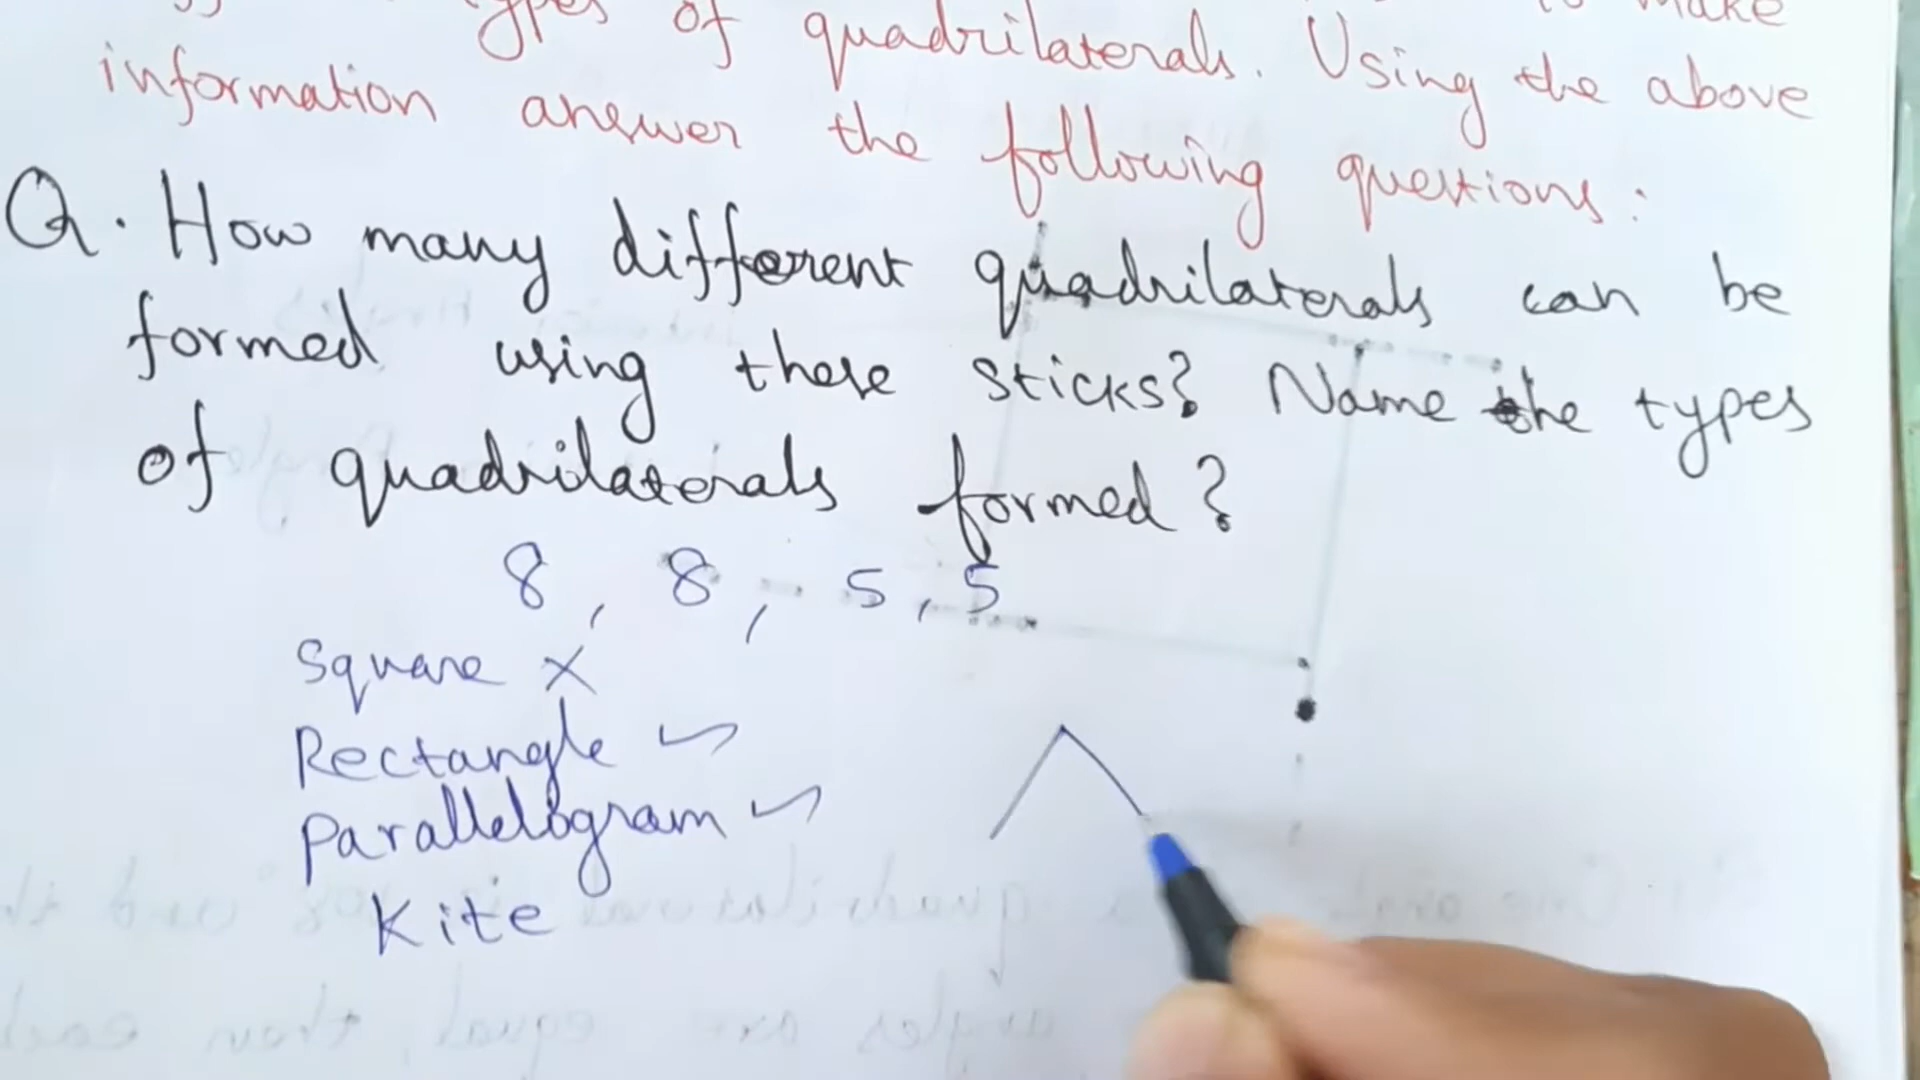 types of quadrilaterals. Using the above
information answer the following questions:
Q. How many different quadrilaterals can be
formed using these sticks? Name the types
of quadrilaterals formed?
8, 8, 5, 5
Square X
Rectangle ✓
Parallelogram ✓
Kite